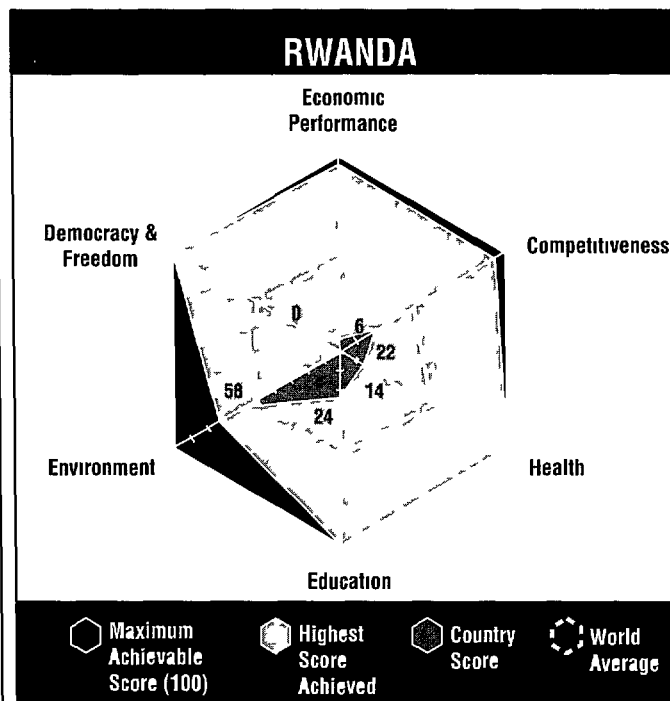 RWANDA
Economic
Performance
Democracy &
Freedom
Competitiveness
0
6
22
14
24
Environment
Health
Education
Maximum
Achievable
Score (100)
Highest
Score
Achieved
Country
Score
World
Average